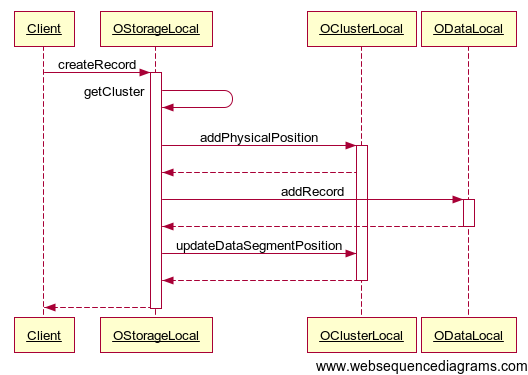 Client OStorageLocal OClusterLocal ODataLocal
createRecord
getCluster
addPhysicalPosition
addRecord
updateDataSegmentPosition
Client OStorageLocal OClusterLocal ODataLocal
www.websequencediagrams.com